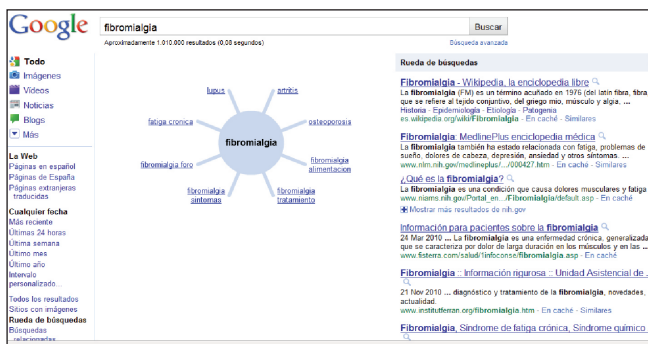 Google
fibromialgia
Buscar
Aproximadamente 1.010.000 resultados (0,08 segundos)
Búsqueda avanzada
Todo
Imágenes
Vídeos
Noticias
Blogs
Más
La Web
Páginas en español
Páginas de España
Páginas extranjeras
traducidas
Cualquier fecha
Más reciente
Últimas 24 horas
Última semana
Último mes
Último año
Intervalo
personalizado...
Todos los resultados
Sitios con imágenes
Rueda de búsquedas
Búsquedas
relacionadas
lupus
artritis
fatiga cronica
osteoporosis
fibromialgia
fibromialgia foro
fibromialgia
alimentacion
fibromialgia
sintomas
fibromialgia
tratamiento
Rueda de búsquedas
Fibromialgia - Wikipedia, la enciclopedia libre
La fibromialgia (FM) es un término acuñado en 1976 (del latín fibra, fibra
que se refiere al tejido conjuntivo, del griego mio, músculo y algia, ...
Historia - Epidemiología - Etiología - Patogenia
es.wikipedia.org/wiki/Fibromialgia - En caché - Similares
Fibromialgia: MedlinePlus enciclopedia médica
La fibromialgia también ha estado relacionada con fatiga, problemas de
sueño, dolores de cabeza, depresión, ansiedad y otros síntomas. ...
www.nlm.nih.gov/medlineplus/.../000427.htm - En caché - Similares
¿Qué es la fibromialgia?
La fibromialgia es una condición que causa dolores musculares y fatiga
www.niams.nih.gov/Portal_en.../Fibromialgia/default.asp - En caché
Mostrar más resultados de nih.gov
Información para pacientes sobre la fibromialgia
24 Mar 2010 ... La fibromialgia es una enfermedad crónica, generalizada
que se caracteriza por dolor de larga duración en los músculos y en las ...
www.fisterra.com/salud/1infoconse/fibromialgia.asp - En caché
Fibromialgia :: Información rigurosa :: Unidad Asistencial de
21 Nov 2010 ... diagnóstico y tratamiento de la fibromialgia, novedades,
actualidad.
www.institutferran.org/fibromialgia.htm - En caché - Similares
Fibromialgia, Síndrome de fatiga crónica, Síndrome químico